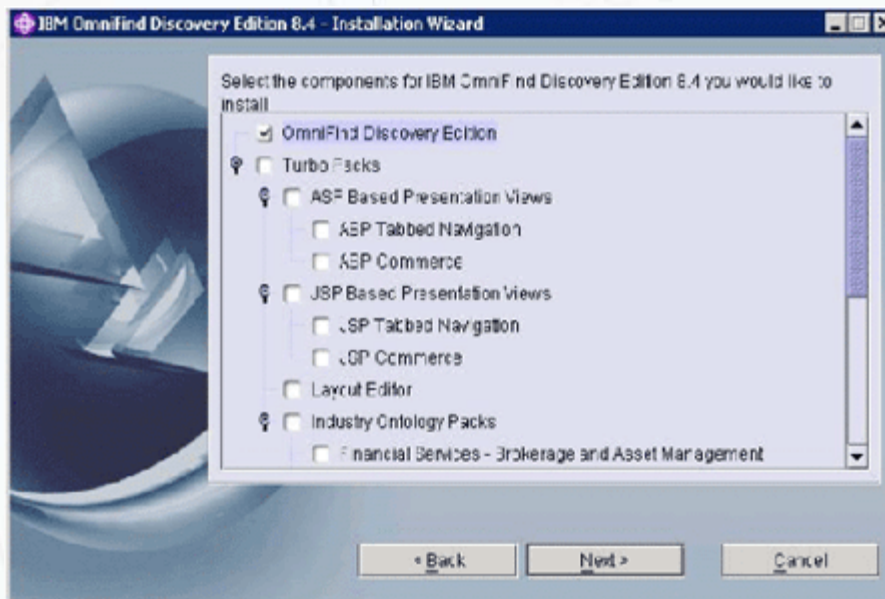 IBM OmniFind Discovery Edition 8.4 - Installation Wizard
Select the components for IBM OmniFind Discovery Edition 8.4 you would like to
install
OmniFind Discovery Edition
Turbo Packs
ASP Based Presentation Views
ASP Tabbed Navigation
ASP Commerce
JSP Based Presentation Views
JSP Tabbed Navigation
JSP Commerce
Layout Editor
Industry Ontology Packs
Financial Services - Brokerage and Asset Management
< Back
Next >
Cancel